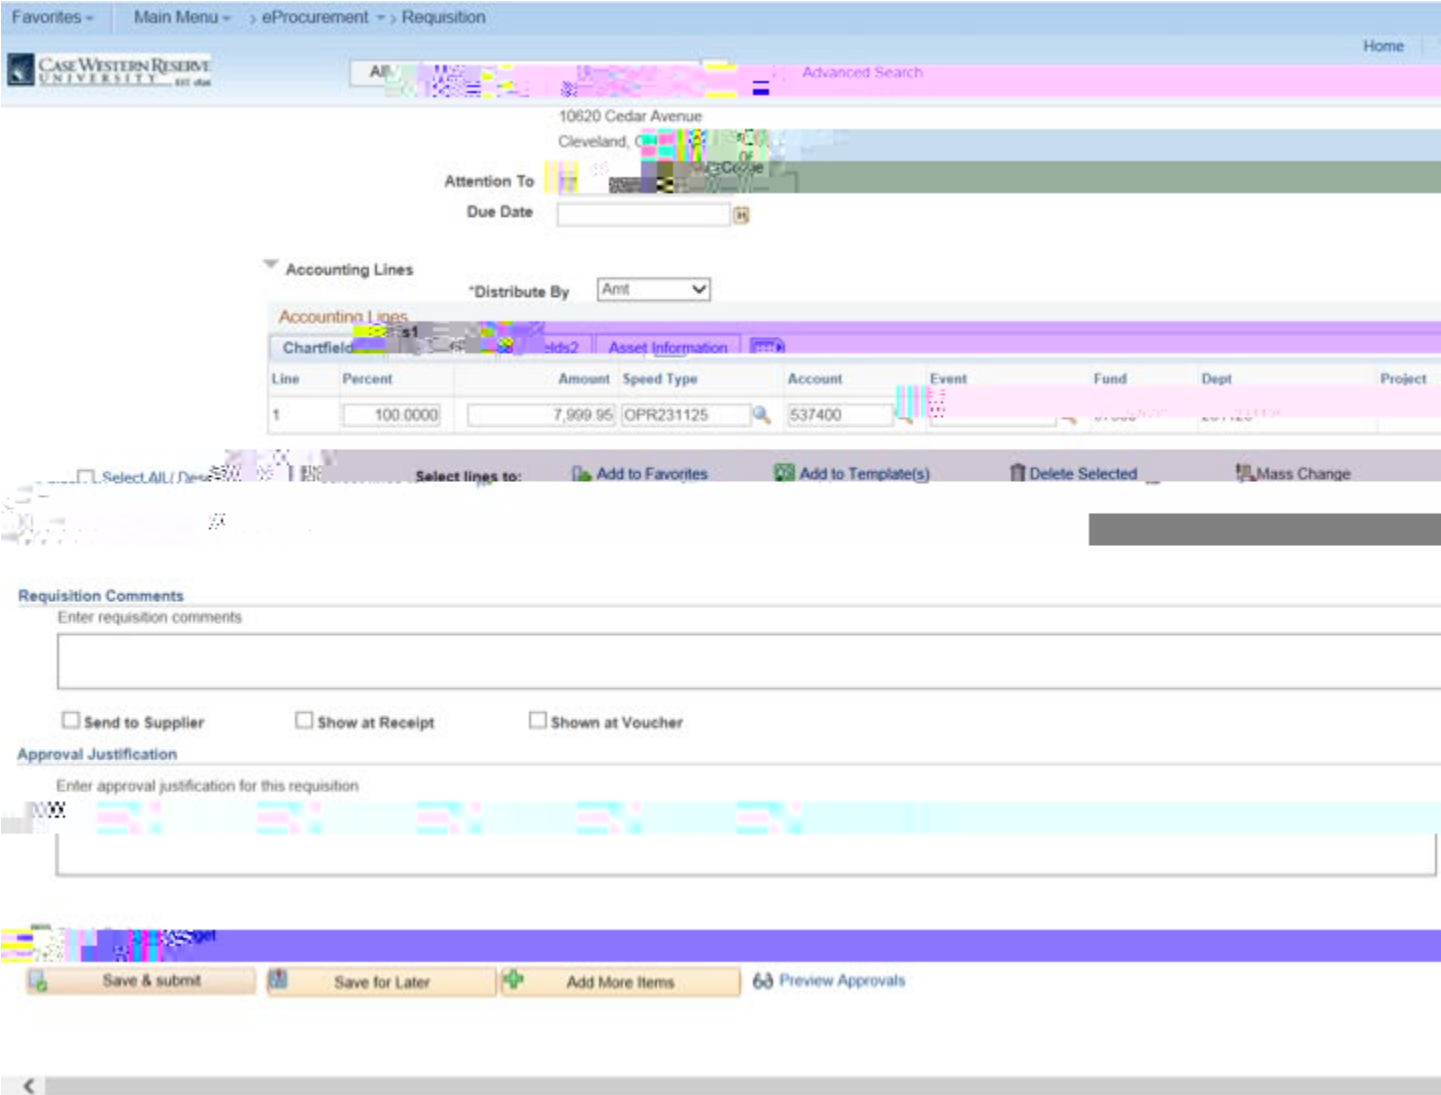 Favorites Main Menu > eProcurement > Requisition
Home
CASE WESTERN RESERVE
UNIVERSITY EST 1826
Advanced Search
10620 Cedar Avenue
Cleveland,
Attention To
Due Date
Accounting Lines
*Distribute By Amt
Accounting Lines
Asset Information
Line Percent Amount Speed Type Account Event Fund Dept Project
1 100.0000 7,999.95 OPR231125 537400
Select All / Select lines to: Add to Favorites Add to Template(s) Delete Selected Mass Change
Requisition Comments
Enter requisition comments
Send to Supplier Show at Receipt Shown at Voucher
Approval Justification
Enter approval justification for this requisition
Save & submit Save for Later Add More Items Preview Approvals